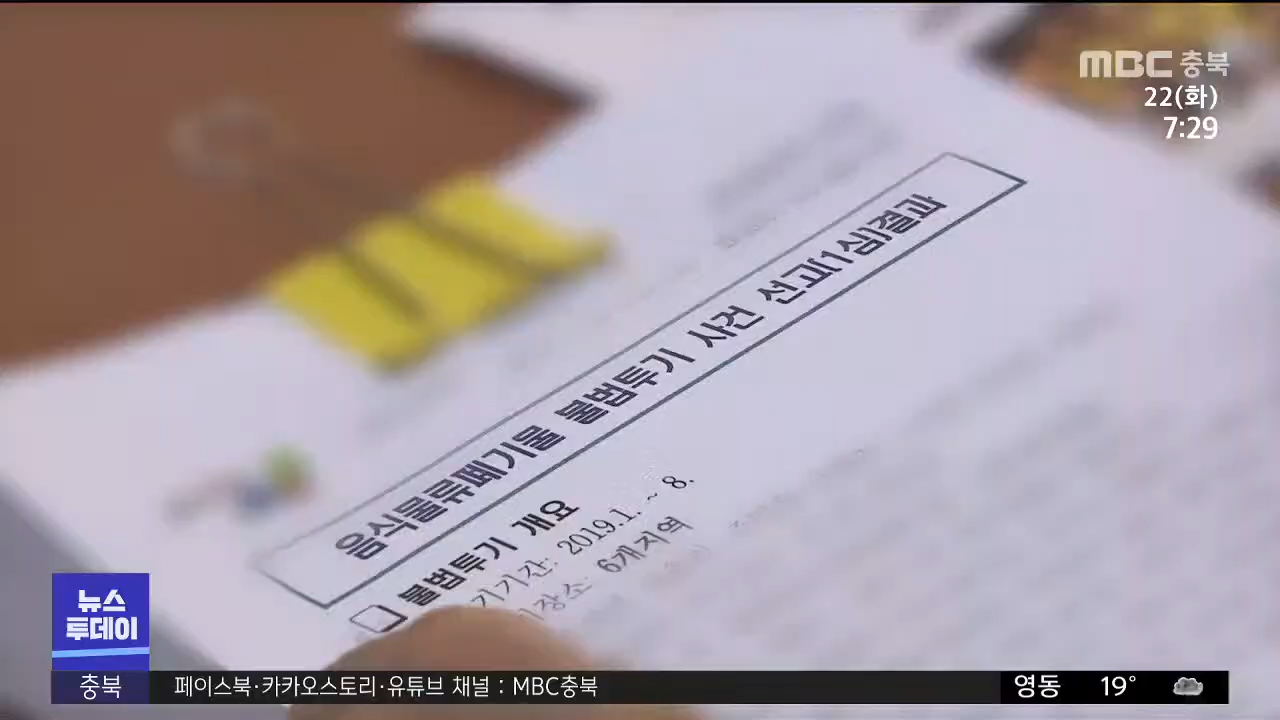 MBC 충북
22(화)
7:29
음식물류폐기물 불법투기 사건 선고(1심)결과
□ 불법투기 개요
기기간: 2019.1. ~ 8.
장소: 6개지역
뉴스
투데이
충북
페이스북·카카오스토리·유튜브 채널 : MBC충북
영동 19°